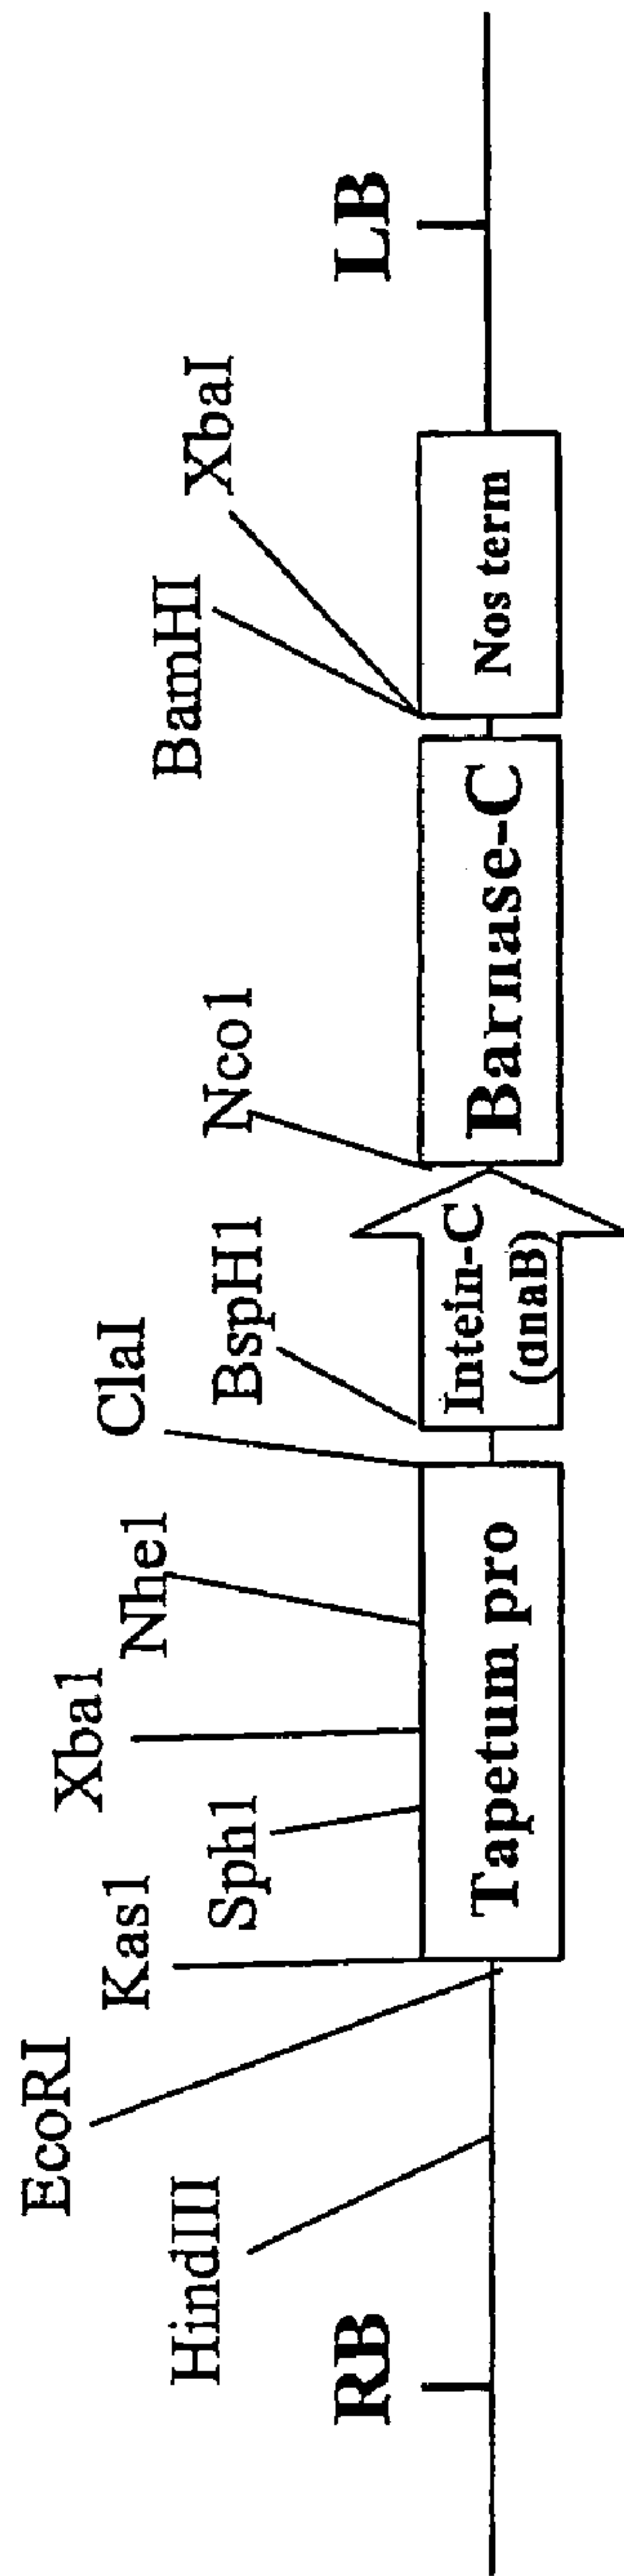 RB
HindIII
EcoRI
Kas1
Sph1
Xba1
Nhe1
ClaI
BspH1
Nco1
BamHI
XbaI
LB
Tapetum pro
Intein-C
(dnaB)
Barnase-C
Nos term